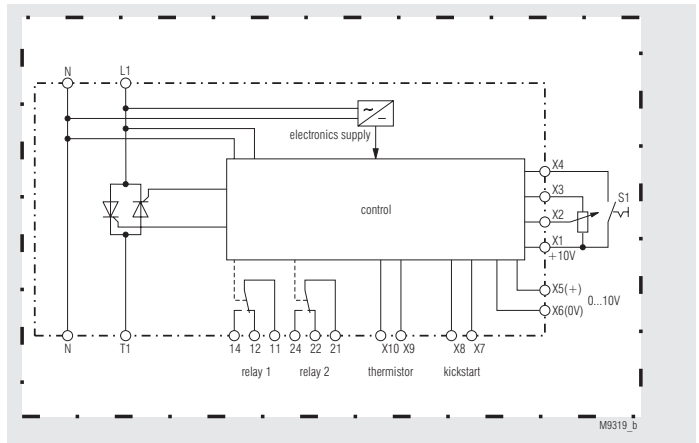 N
L1
electronics supply
~
–
control
X4
X3
X2
X1
+10V
S1
X5(+)
0...10V
X6(0V)
N
T1
14
12
11
24
22
21
X10
X9
X8
X7
relay 1
relay 2
thermistor
kickstart
M9319_b